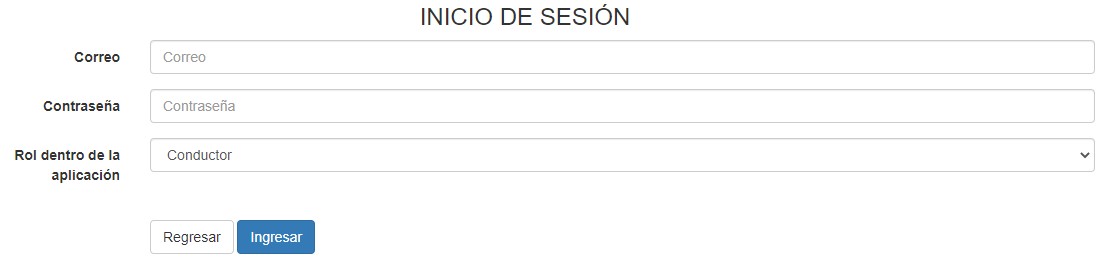 INICIO DE SESIÓN
Correo Correo
Contraseña Contraseña
Rol dentro de la aplicación Conductor
Regresar Ingresar